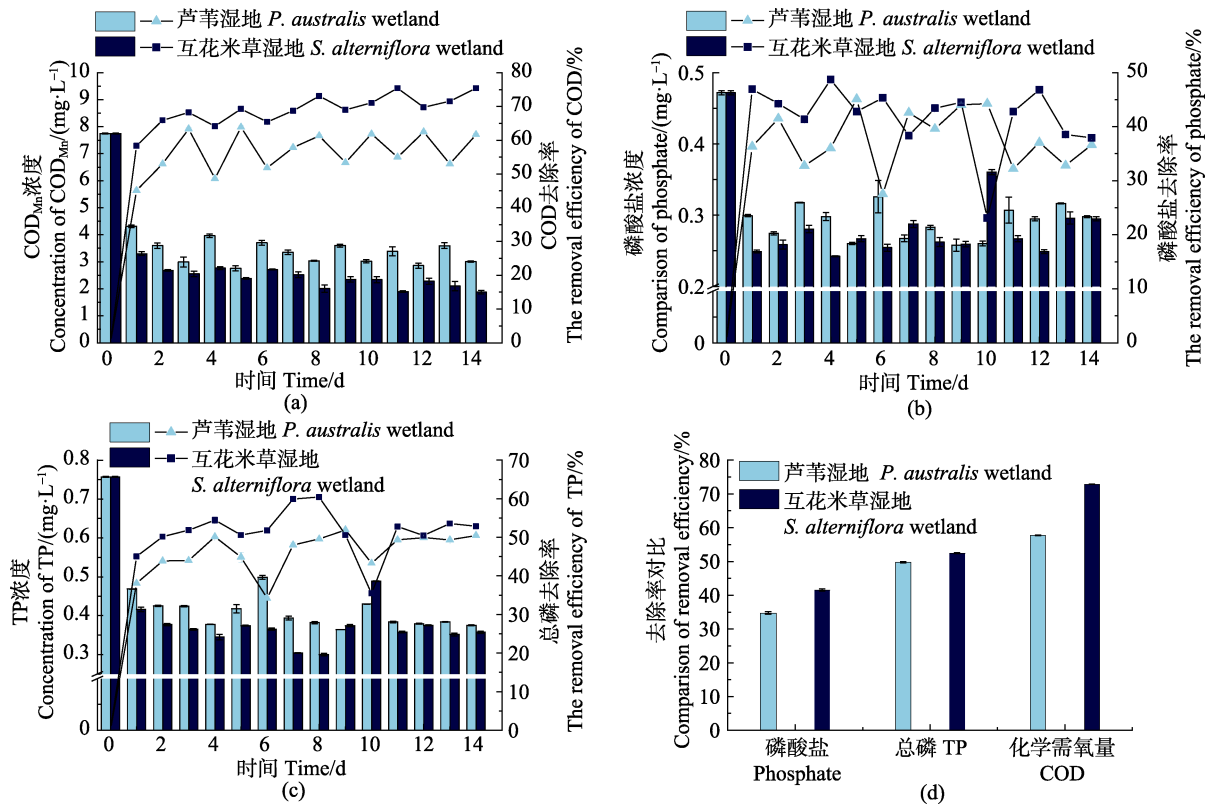 芦苇湿地 P. australis wetland
互花米草湿地 S. alterniflora wetland
COD_Mn浓度
Concentration of COD_Mn/(mg·L⁻¹)
10
9
8
7
6
5
4
3
2
1
0
80
70
60
50
40
30
20
10
0
COD去除率
The removal efficiency of COD/%
0 2 4 6 8 10 12 14
时间 Time/d
(a)
芦苇湿地 P. australis wetland
互花米草湿地 S. alterniflora wetland
磷酸盐浓度
Comparison of phosphate/(mg·L⁻¹)
0.5
0.4
0.3
0.2
0
50
40
30
20
10
0
磷酸盐去除率
The removal efficiency of phosphate/%
0 2 4 6 8 10 12 14
时间 Time/d
(b)
芦苇湿地 P. australis wetland
互花米草湿地
S. alterniflora wetland
TP浓度
Concentration of TP/(mg·L⁻¹)
0.8
0.7
0.6
0.5
0.4
0.3
0
70
60
50
40
30
20
10
0
总磷去除率
The removal efficiency of TP/%
0 2 4 6 8 10 12 14
时间 Time/d
(c)
芦苇湿地 P. australis wetland
互花米草湿地
S. alterniflora wetland
去除率对比
Comparison of removal efficiency/%
80
70
60
50
40
35
30
20
10
0
磷酸盐 总磷 TP 化学需氧量
Phosphate COD
(d)